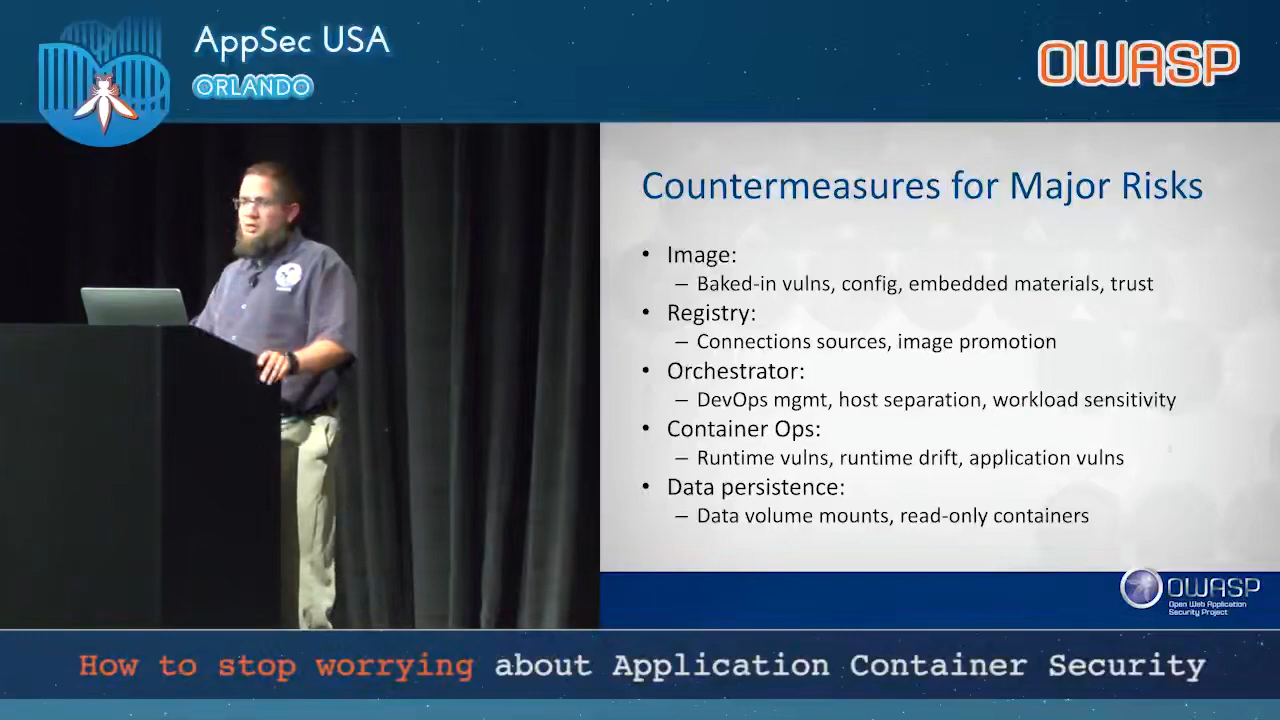 AppSec USA
ORLANDO
OWASP
Countermeasures for Major Risks
• Image:
– Baked-in vulns, config, embedded materials, trust
• Registry:
– Connections sources, image promotion
• Orchestrator:
– DevOps mgmt, host separation, workload sensitivity
• Container Ops:
– Runtime vulns, runtime drift, application vulns
• Data persistence:
– Data volume mounts, read-only containers
OWASP
Open Web Application
Security Project
How to stop worrying about Application Container Security